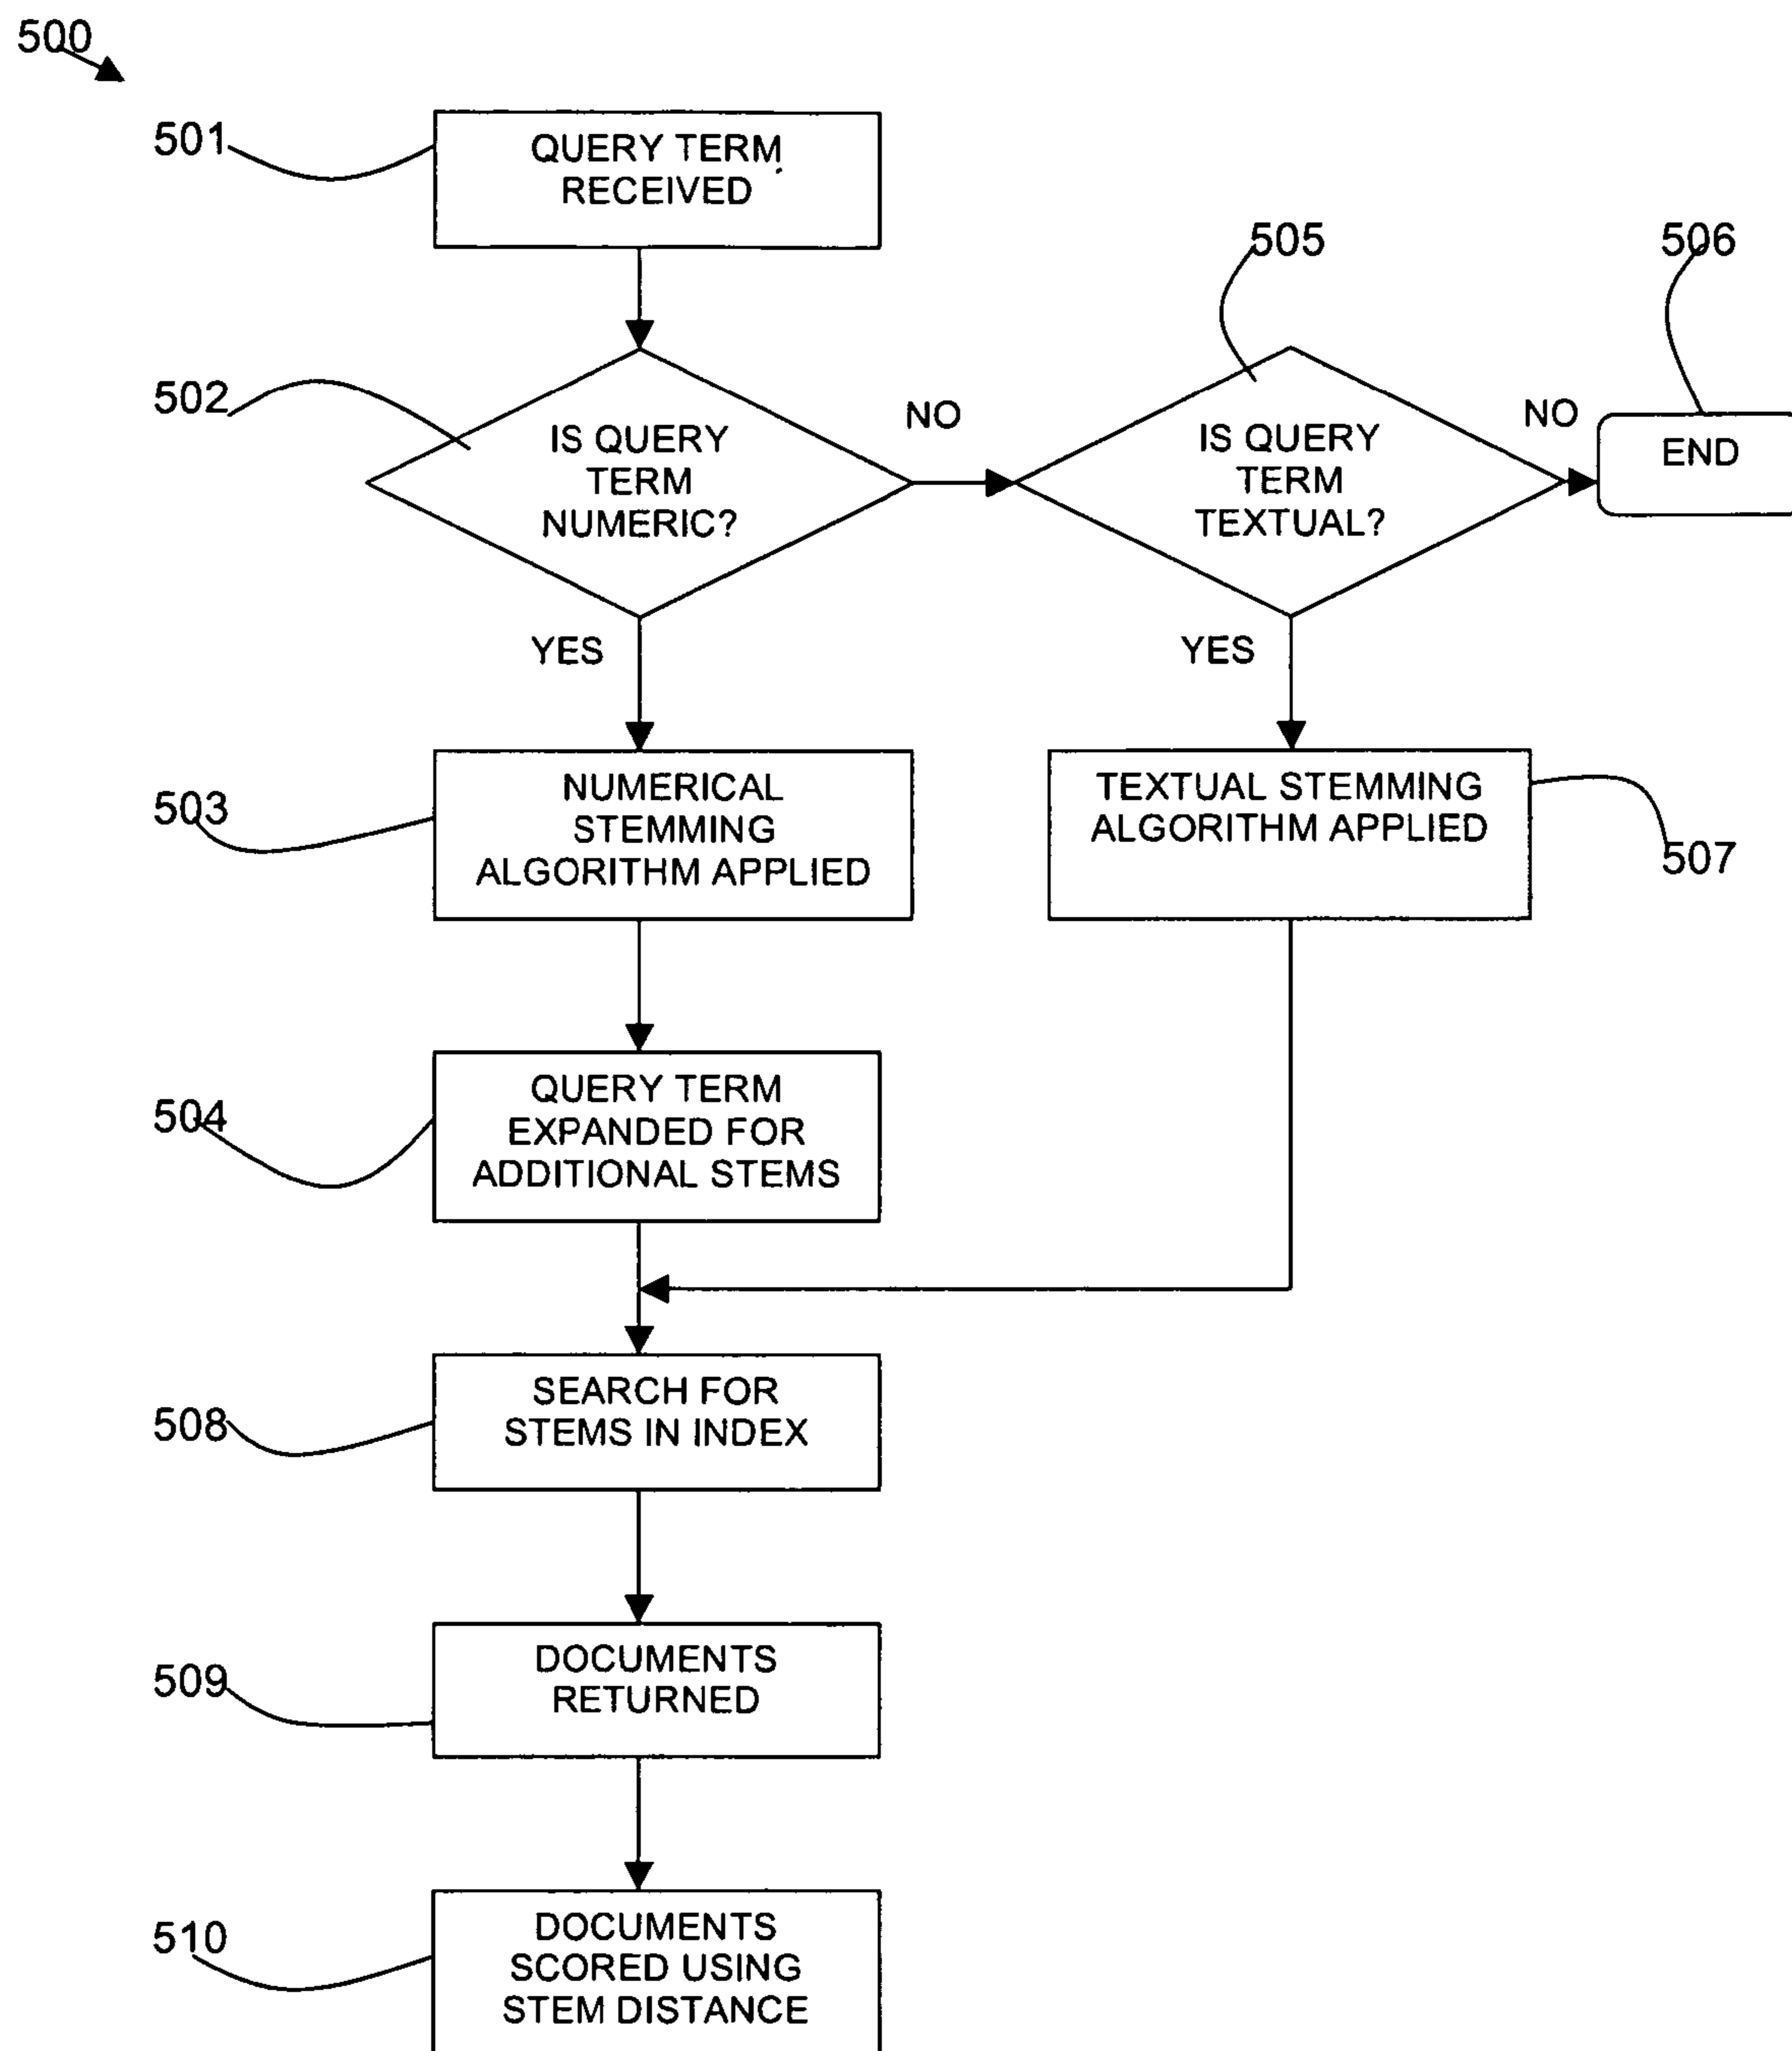 500
501
QUERY TERM
RECEIVED
505
506
502
IS QUERY
TERM
NUMERIC?
NO
IS QUERY
TERM
TEXTUAL?
NO
END
YES
YES
503
NUMERICAL
STEMMING
ALGORITHM APPLIED
TEXTUAL STEMMING
ALGORITHM APPLIED
507
504
QUERY TERM
EXPANDED FOR
ADDITIONAL STEMS
508
SEARCH FOR
STEMS IN INDEX
509
DOCUMENTS
RETURNED
510
DOCUMENTS
SCORED USING
STEM DISTANCE